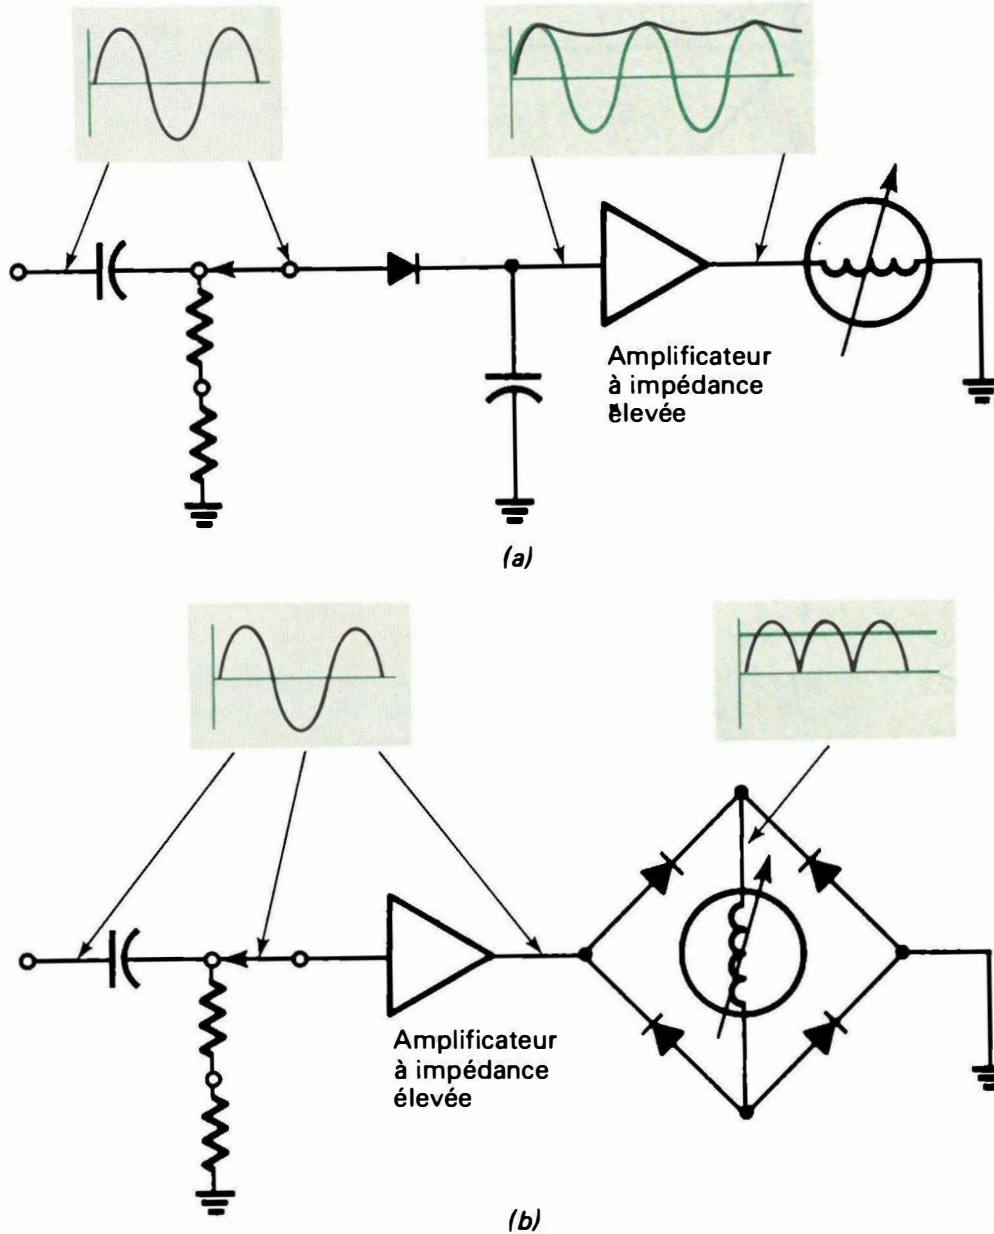 Amplificateur
à impédance
élevée
(a)
Amplificateur
à impédance
élevée
(b)